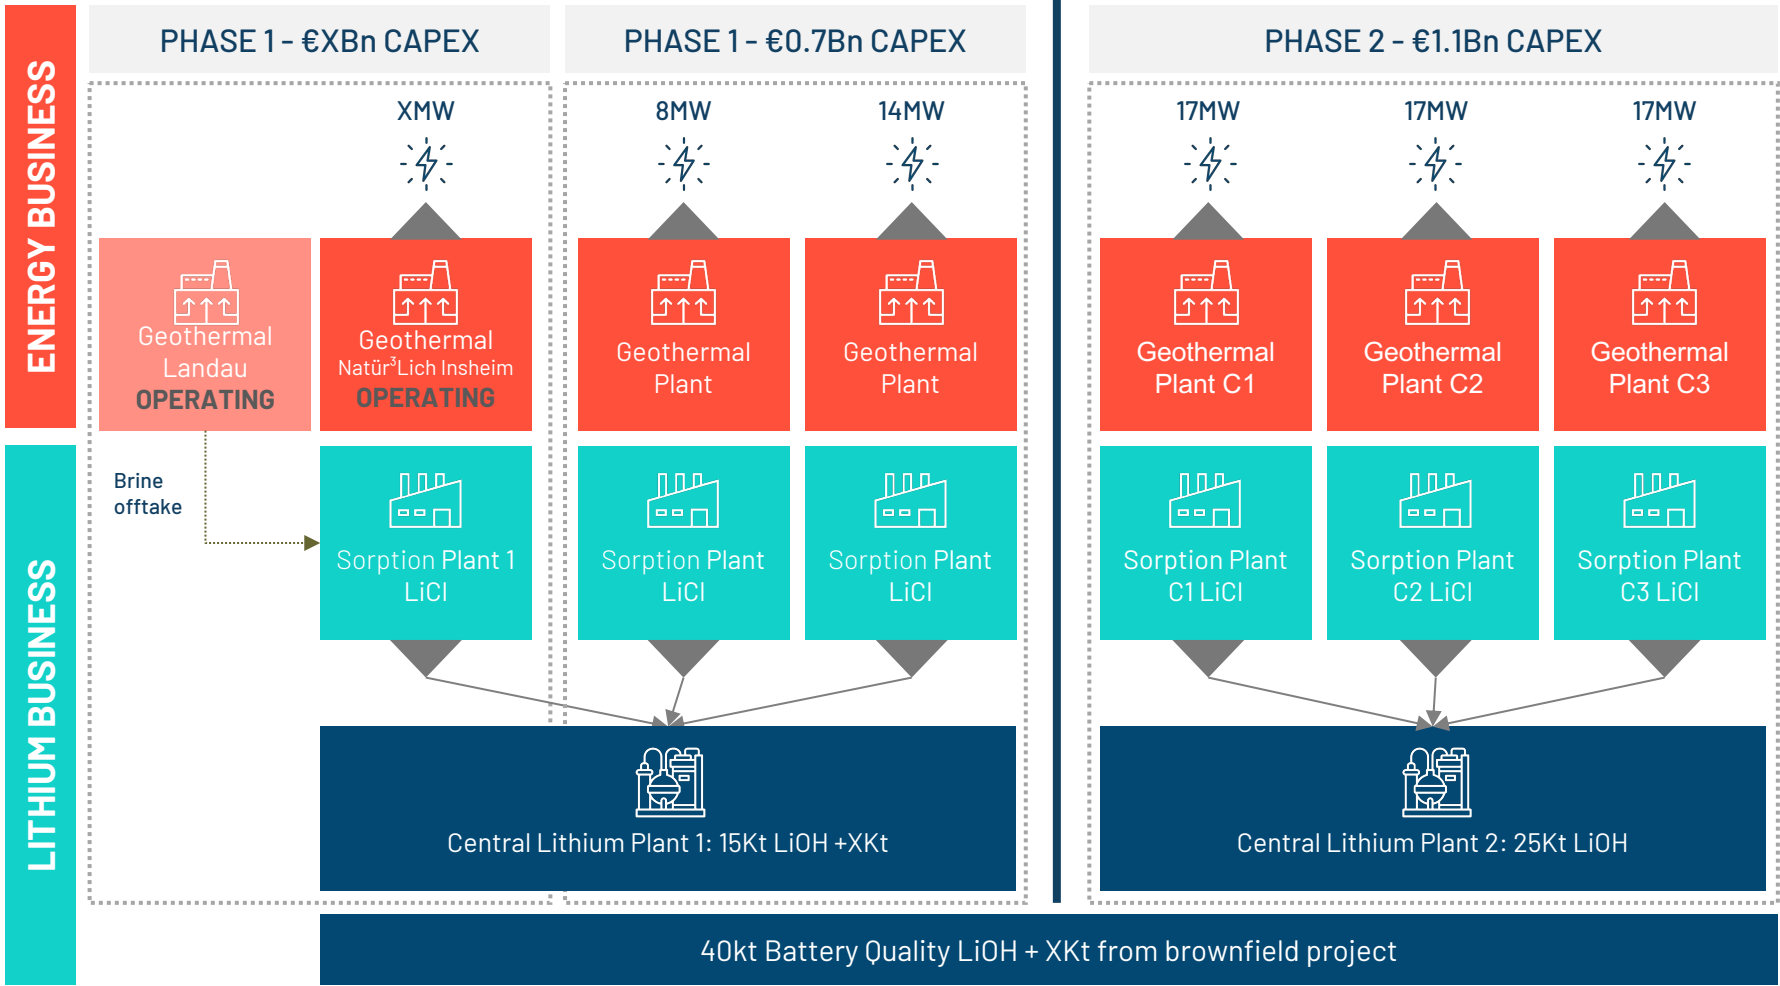 ENERGY BUSINESS
PHASE 1 - €XBn CAPEX
PHASE 1 - €0.7Bn CAPEX
PHASE 2 - €1.1Bn CAPEX
XMW
8MW
14MW
17MW
17MW
17MW
Geothermal
Landau
OPERATING
Geothermal
Natür³Lich Insheim
OPERATING
Geothermal
Plant
Geothermal
Plant
Geothermal
Plant C1
Geothermal
Plant C2
Geothermal
Plant C3
LITHIUM BUSINESS
Brine
offtake
Sorption Plant 1
LiCl
Sorption Plant
LiCl
Sorption Plant
LiCl
Sorption Plant
C1 LiCl
Sorption Plant
C2 LiCl
Sorption Plant
C3 LiCl
Central Lithium Plant 1: 15Kt LiOH +XKt
Central Lithium Plant 2: 25Kt LiOH
40kt Battery Quality LiOH + XKt from brownfield project